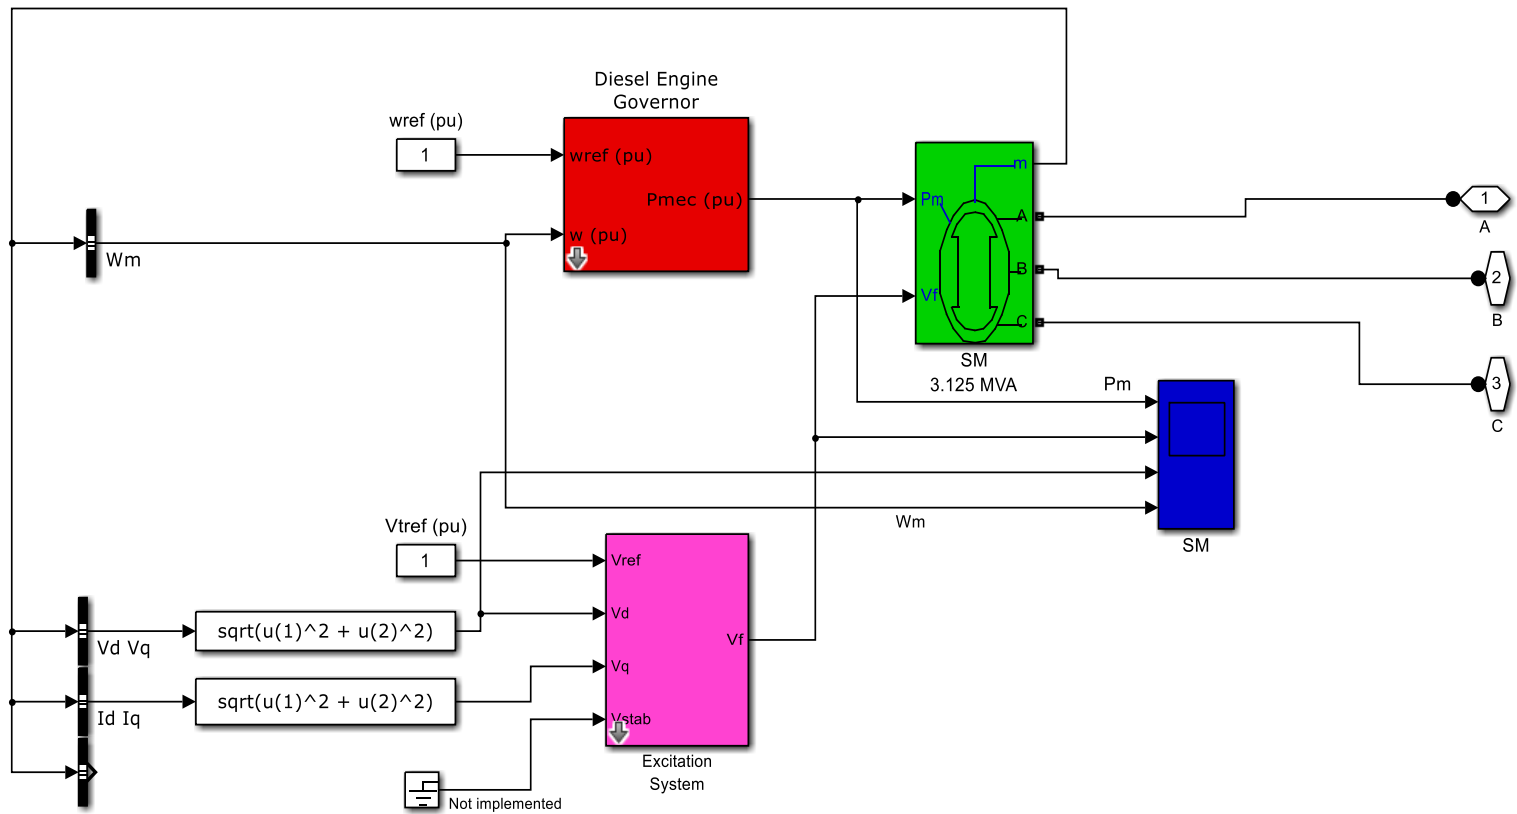 Diesel Engine
Governor
wref (pu)
1
wref (pu)
Pmec (pu)
w (pu)
Wm
m
Pm
A
B
Vf
C
SM
3.125 MVA
1
A
2
B
3
C
Pm
Wm
SM
Vtref (pu)
1
Vref
Vd
Vf
Vq
Vstab
Excitation
System
sqrt(u(1)^2 + u(2)^2)
Vd Vq
sqrt(u(1)^2 + u(2)^2)
Id Iq
Not implemented